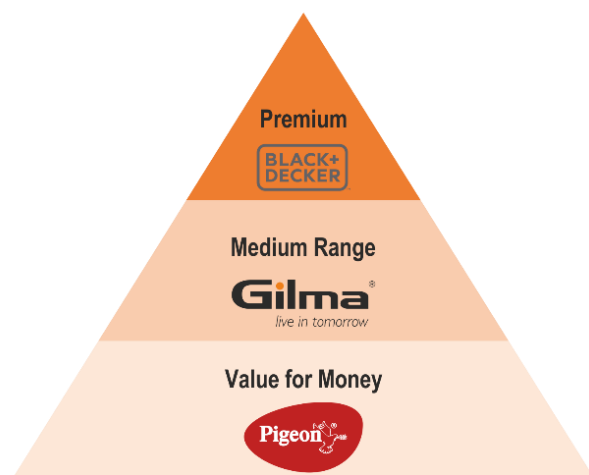 Premium
BLACK+
DECKER
Medium Range
Gilma®
live in tomorrow
Value for Money
Pigeon